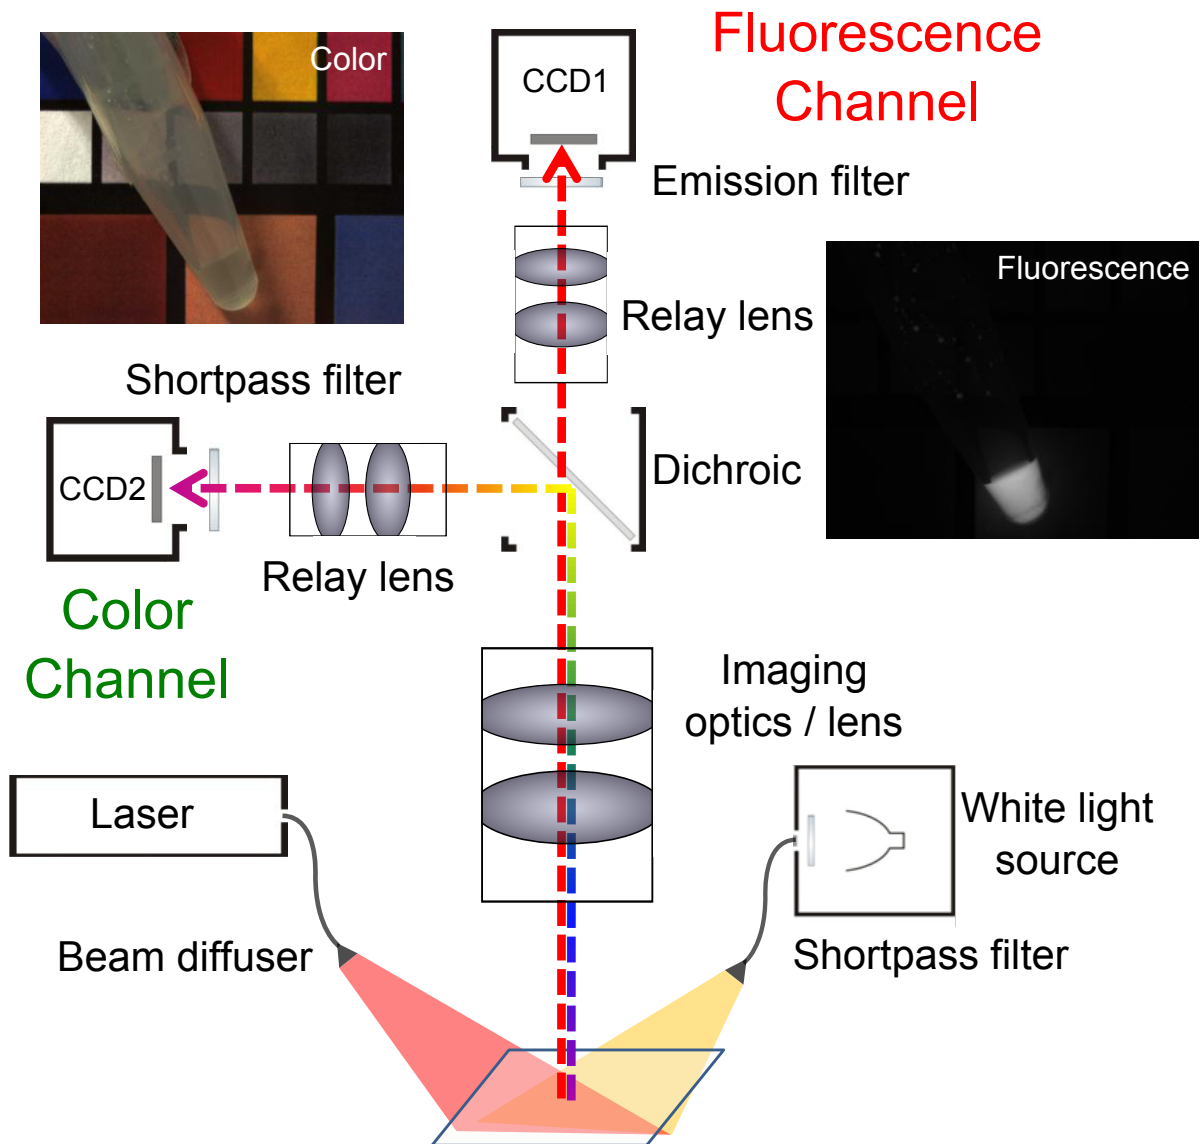 Color
CCD1
Fluorescence
Channel
Emission filter
Fluorescence
Relay lens
Shortpass filter
CCD2
Dichroic
Relay lens
Color
Channel
Imaging
optics / lens
Laser
White light
source
Beam diffuser
Shortpass filter